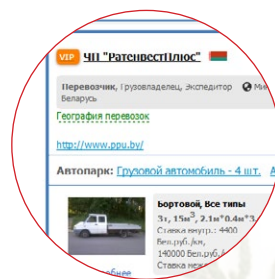 VIP ЧП "РатенвестПлюс"
Перевозчик, Грузовладелец, Экспедитор
Беларусь
География перевозок
http://www.ppu.by/
Автопарк: Грузовой автомобиль - 4 шт.
Бортовой, Все типы
3т, 15м³, 2.1м*0.4м*3.
Ставка внутр.: 4400
Бел.руб./км,
140000 Бел.руб./
Ставка